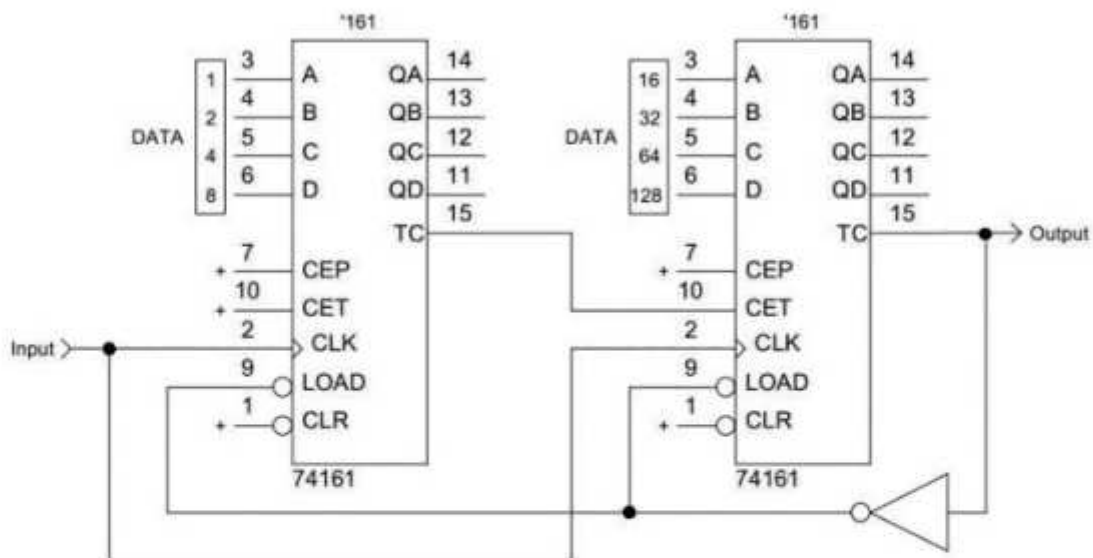 '161
'161
3 A QA 14
1
4 B QB 13
2
DATA
5 C QC 12
4
6 D QD 11
8
15
TC
7
+ CEP
10
+ CET
2
Input CLK
9
LOAD
1
+ CLR
74161
3 A QA 14
16
4 B QB 13
32
DATA
5 C QC 12
64
6 D QD 11
128
15
TC Output
7
+ CEP
10
CET
2
CLK
9
LOAD
1
+ CLR
74161